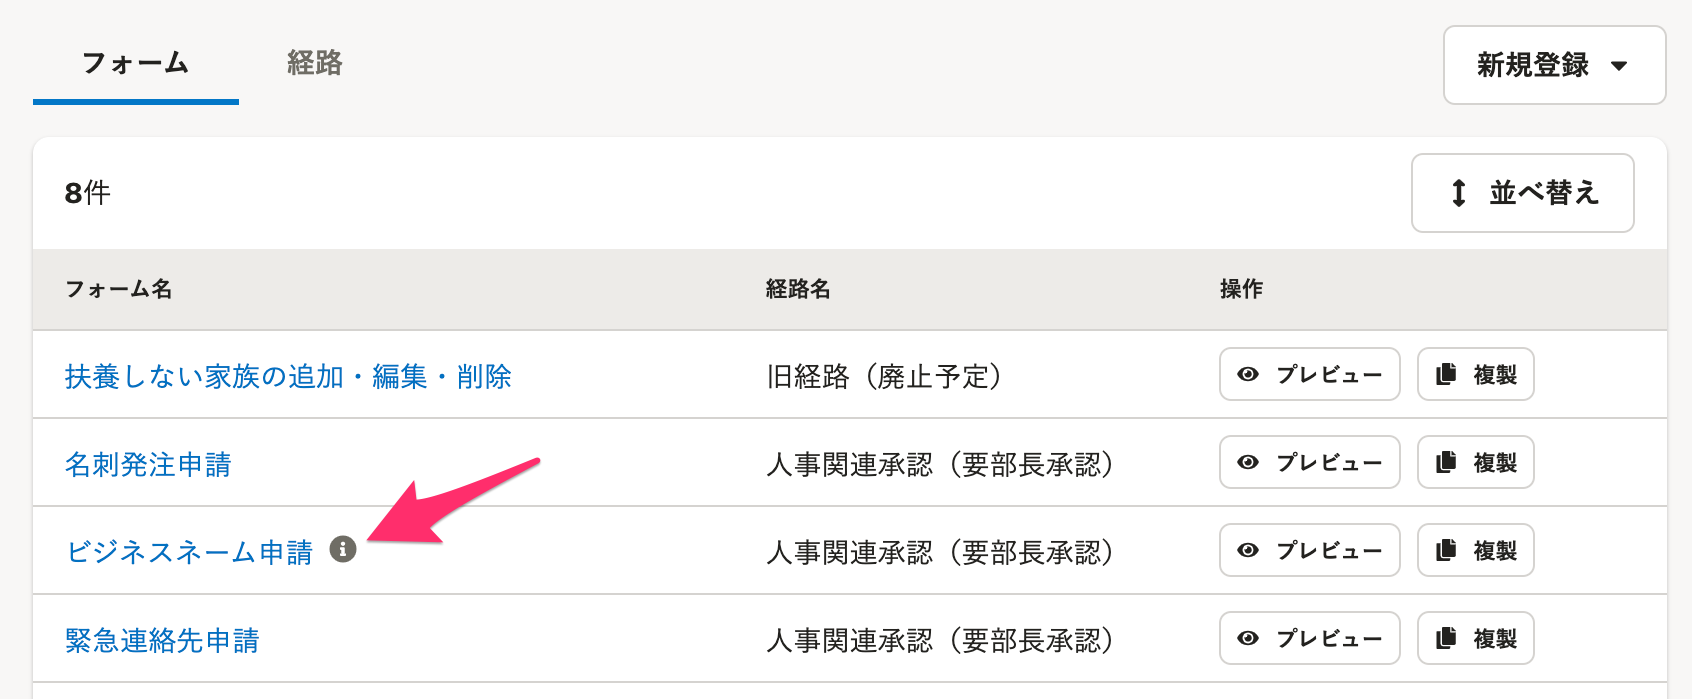 フォーム 経路 新規登録
8件 並べ替え
フォーム名 経路名 操作
扶養しない家族の追加・編集・削除 旧経路（廃止予定） プレビュー 複製
名刺発注申請 人事関連承認（要部長承認） プレビュー 複製
ビジネスネーム申請 人事関連承認（要部長承認） プレビュー 複製
緊急連絡先申請 人事関連承認（要部長承認） プレビュー 複製